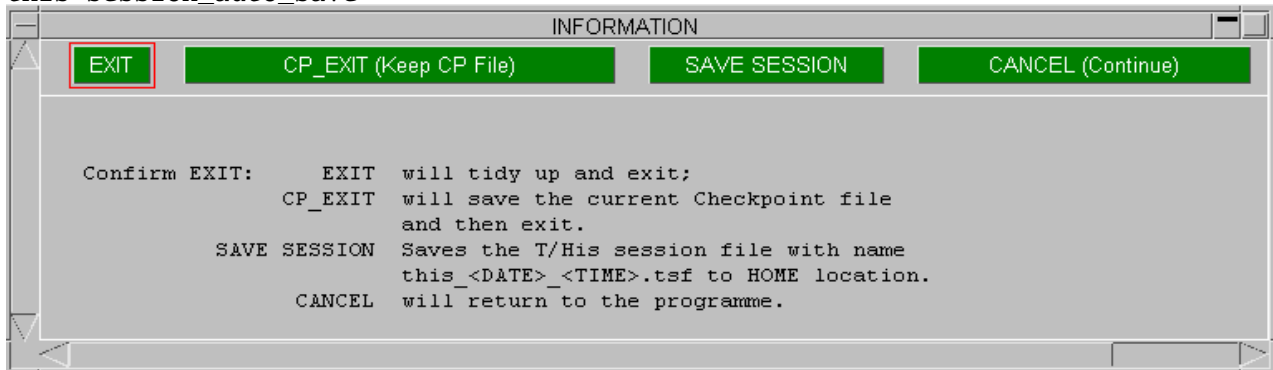 INFORMATION
EXIT CP_EXIT (Keep CP File) SAVE SESSION CANCEL (Continue)
Confirm EXIT: EXIT will tidy up and exit;
CP_EXIT will save the current Checkpoint file
and then exit.
SAVE SESSION Saves the T/His session file with name
this_<DATE>_<TIME>.tsf to HOME location.
CANCEL will return to the programme.